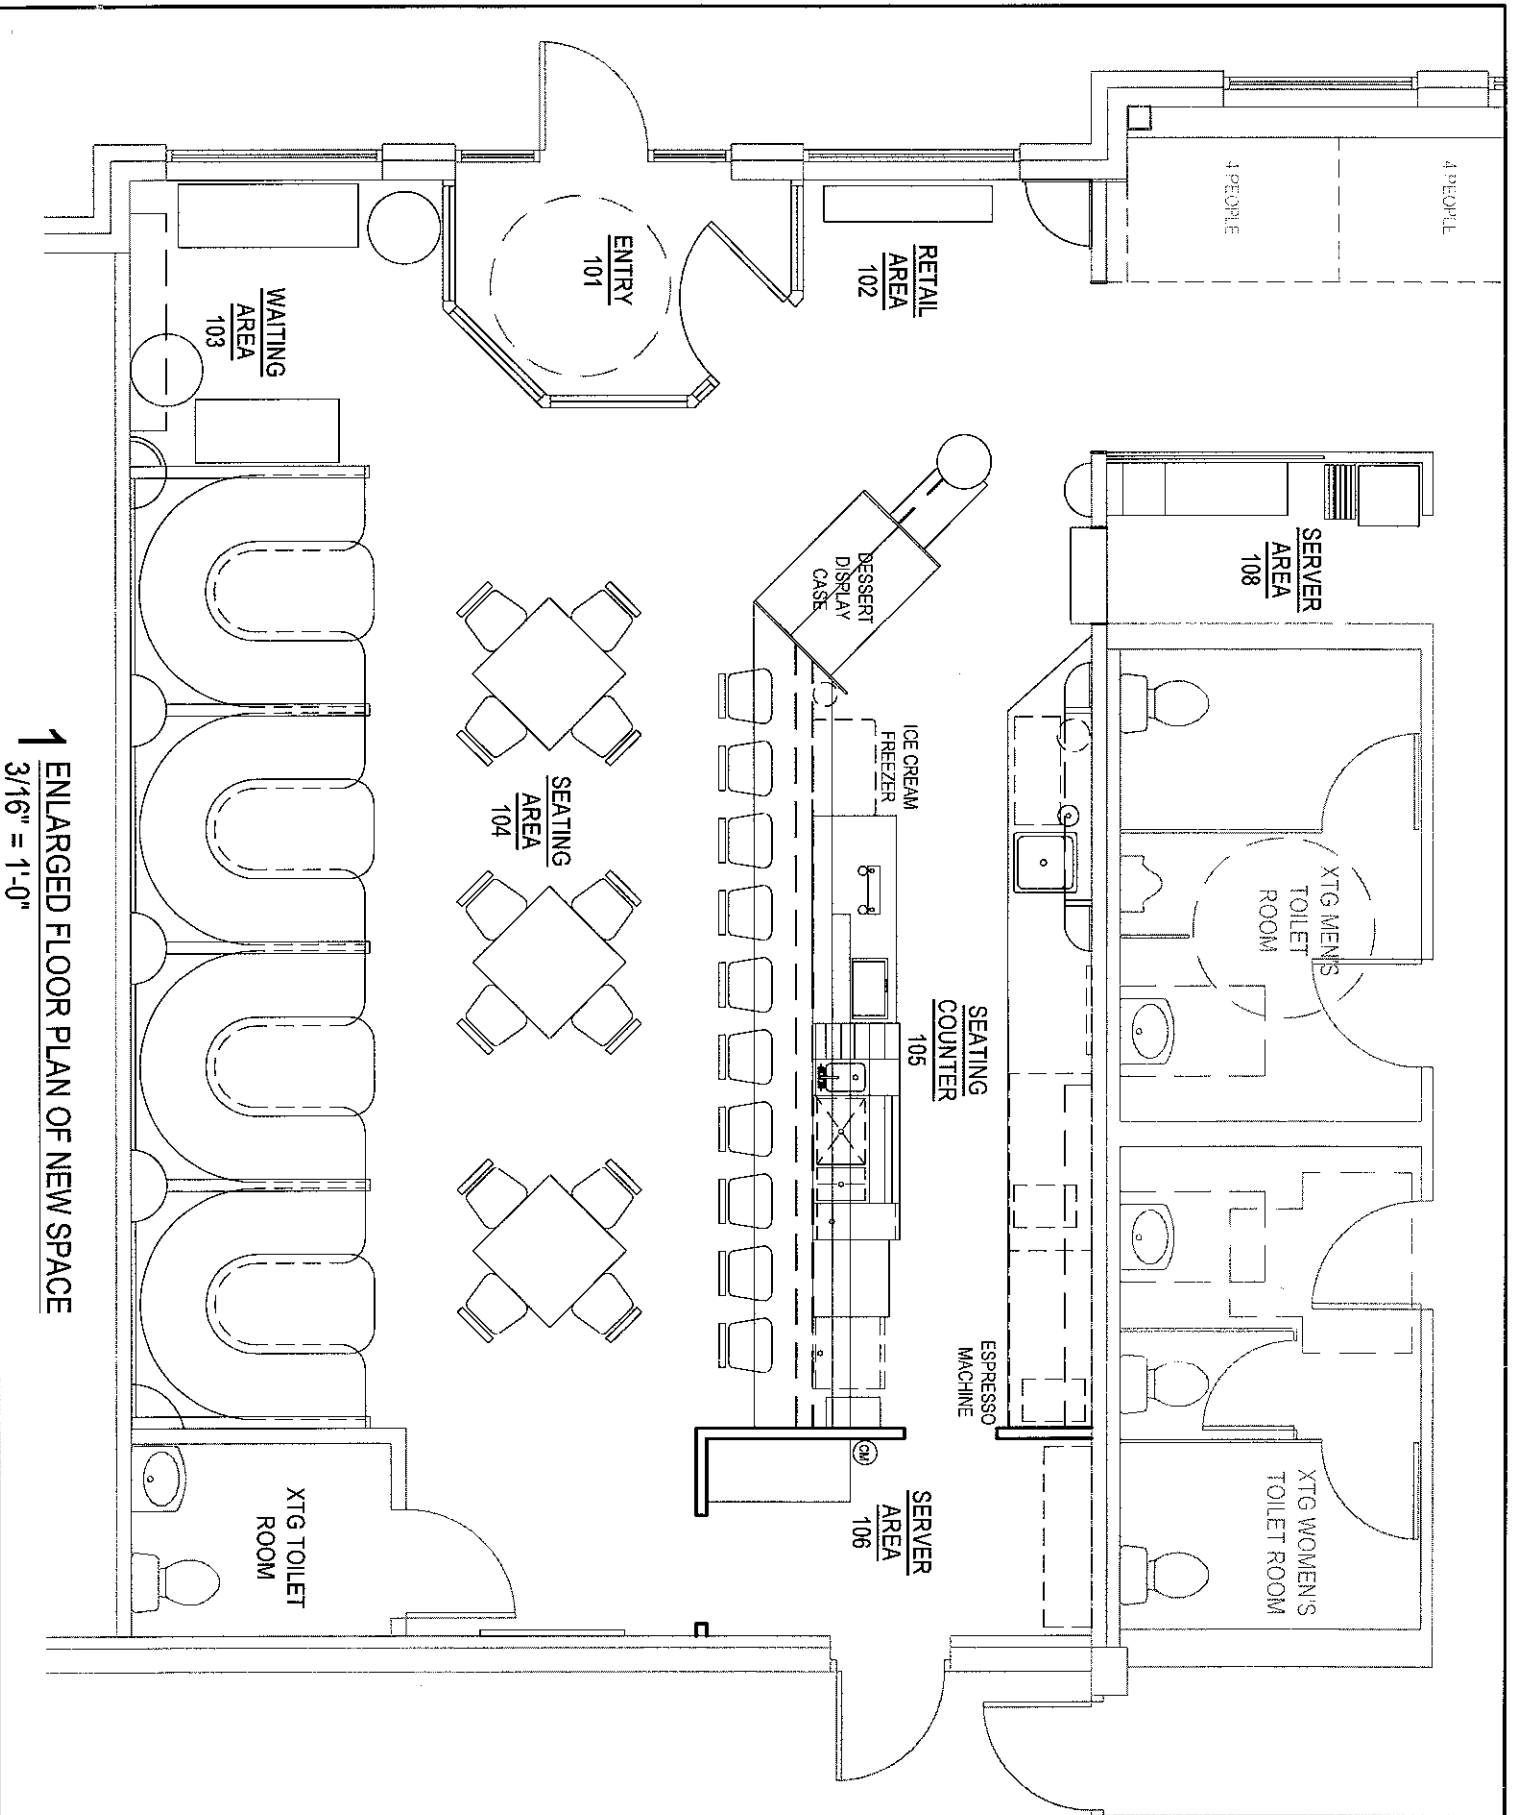 4 PEOPLE
4 PEOPLE
ENTRY
101
RETAIL
AREA
102
WAITING
AREA
103
SERVER
AREA
108
DESSERT
DISPLAY
CASE
ICE CREAM
FREEZER
SEATING
AREA
104
SEATING
COUNTER
105
XTG MEN'S
TOILET
ROOM
ESPRESSO
MACHINE
CM
SERVER
AREA
106
XTG WOMEN'S
TOILET ROOM
XTG TOILET
ROOM
1 ENLARGED FLOOR PLAN OF NEW SPACE
3/16" = 1'-0"